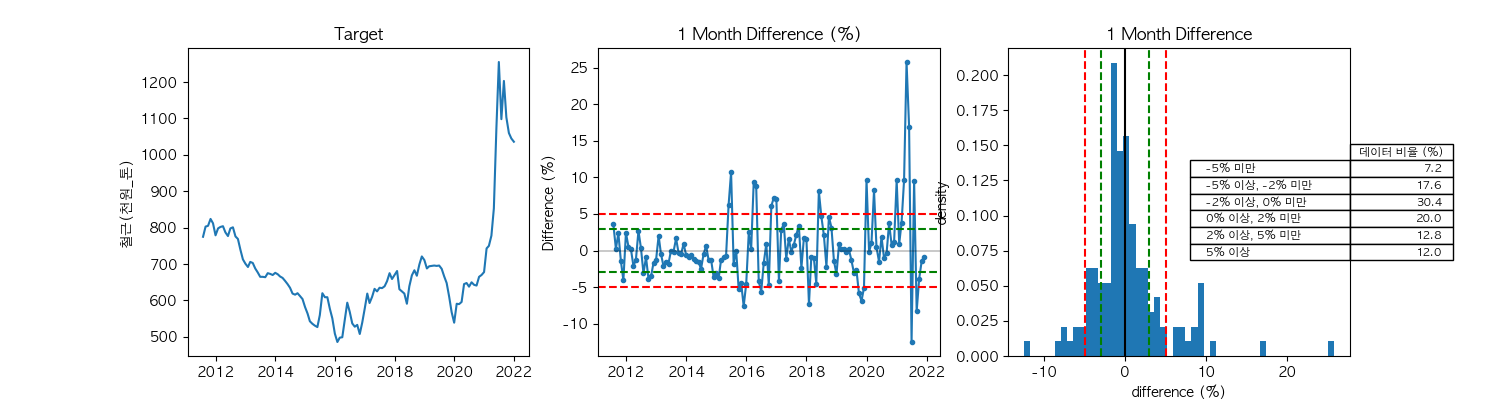 Target
철근(천원_톤)
1200
1100
1000
900
800
700
600
500
2012
2014
2016
2018
2020
2022
1 Month Difference (%)
Difference (%)
25
20
15
10
5
0
-5
-10
2012
2014
2016
2018
2020
2022
1 Month Difference
density
0.200
0.175
0.150
0.125
0.100
0.075
0.050
0.025
0.000
-10
0
10
20
difference (%)
데이터 비율 (%)
-5% 미만 7.2
-5% 이상, -2% 미만 17.6
-2% 이상, 0% 미만 30.4
0% 이상, 2% 미만 20.0
2% 이상, 5% 미만 12.8
5% 이상 12.0